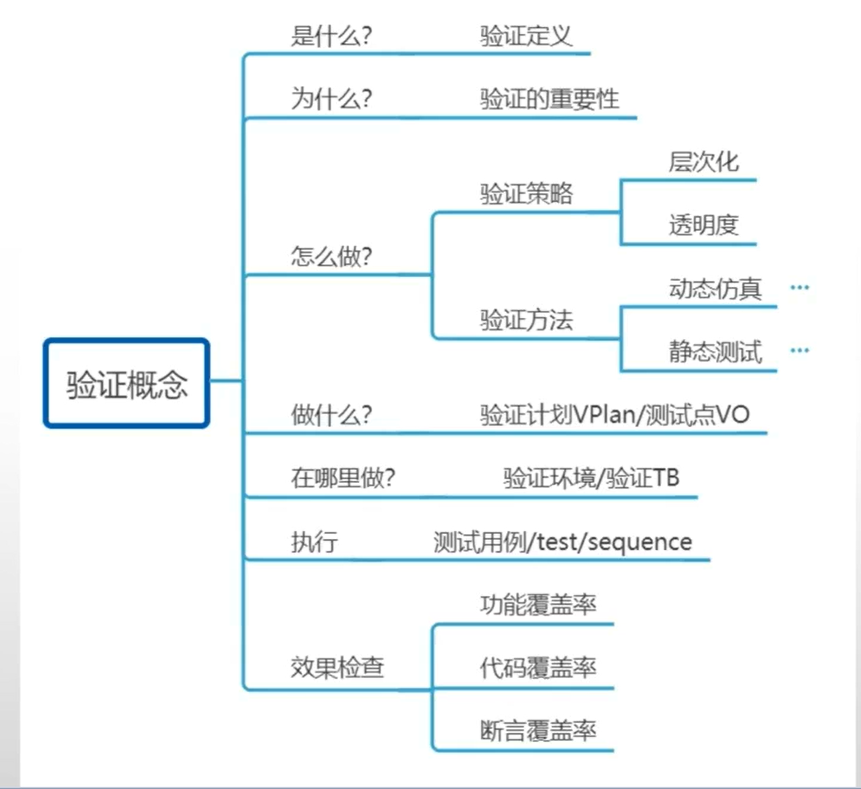 验证概念
是什么?
验证定义
为什么?
验证的重要性
怎么做?
验证策略
层次化
透明度
验证方法
动态仿真 ···
静态测试 ···
做什么?
验证计划VPlan/测试点VO
在哪里做?
验证环境/验证TB
执行
测试用例/test/sequence
效果检查
功能覆盖率
代码覆盖率
断言覆盖率